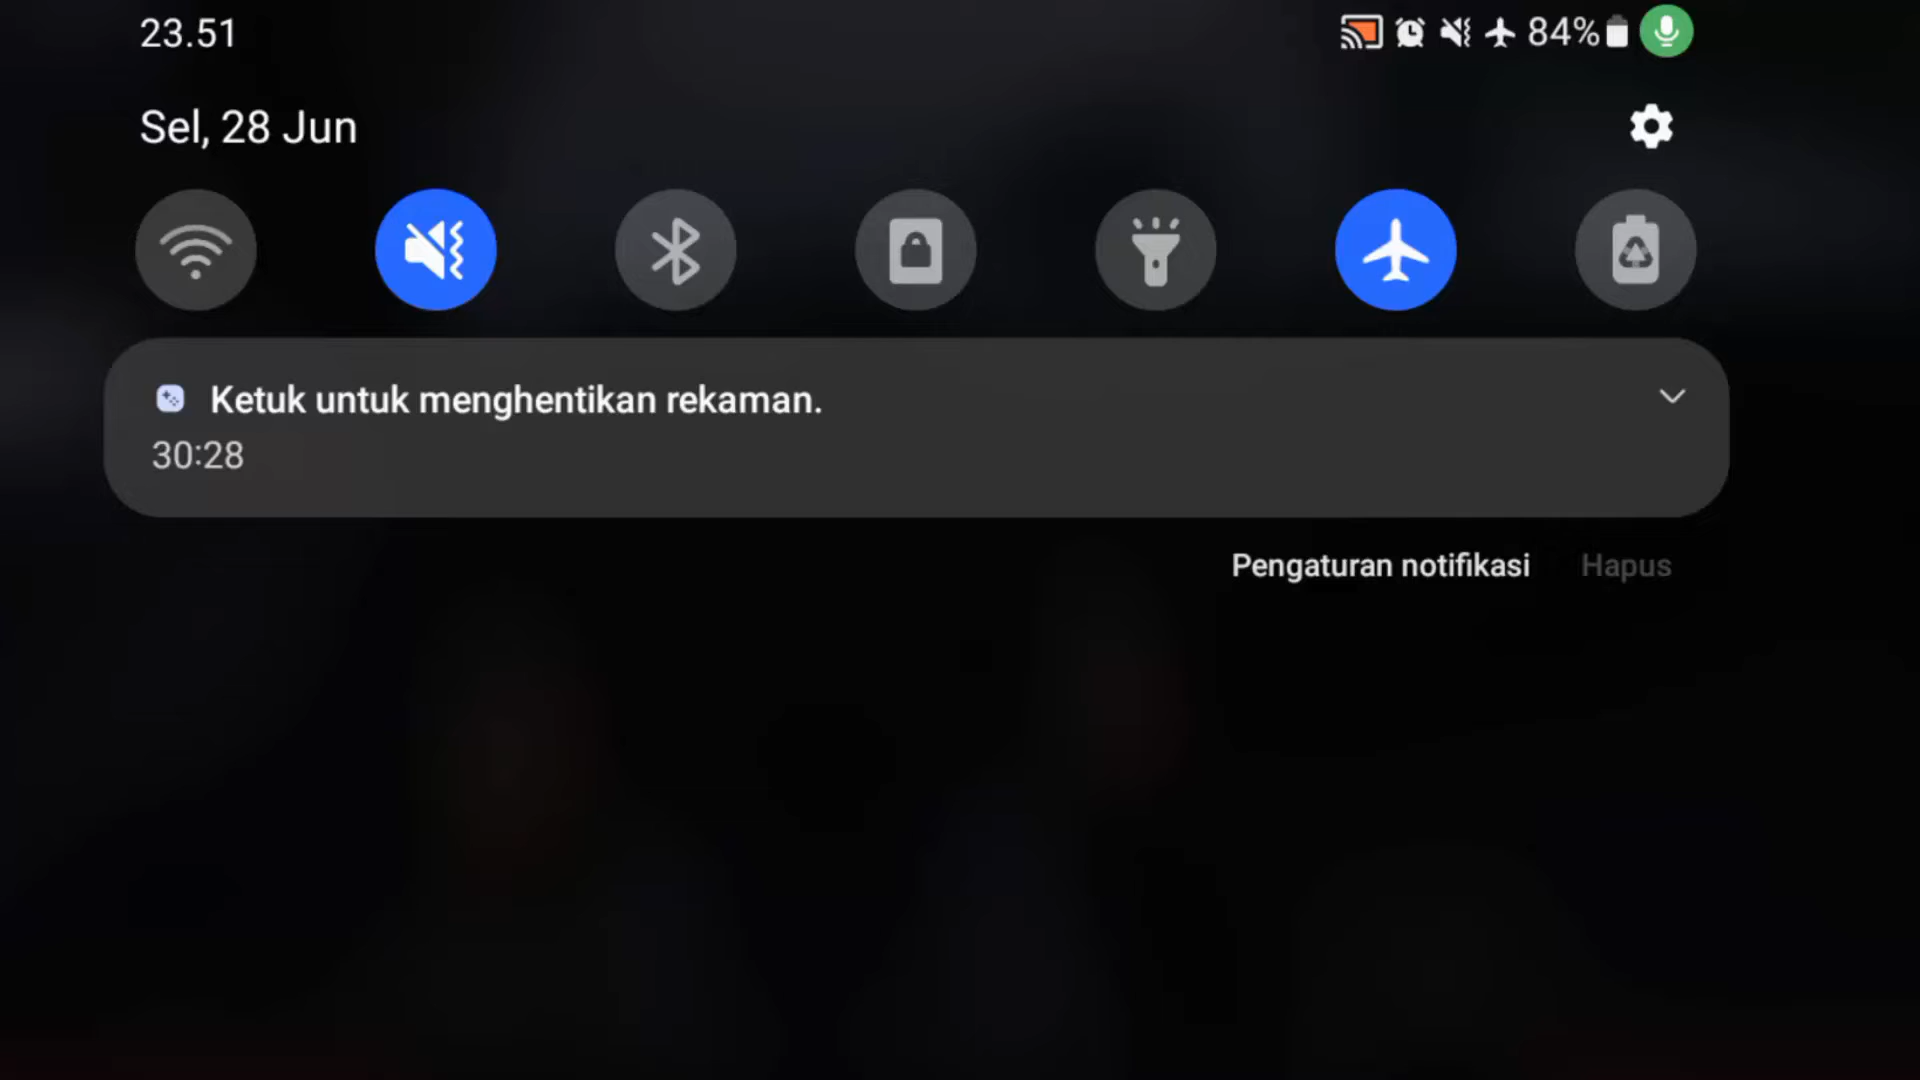 23.51
84%
Sel, 28 Jun
Ketuk untuk menghentikan rekaman.
30:28
Pengaturan notifikasi
Hapus